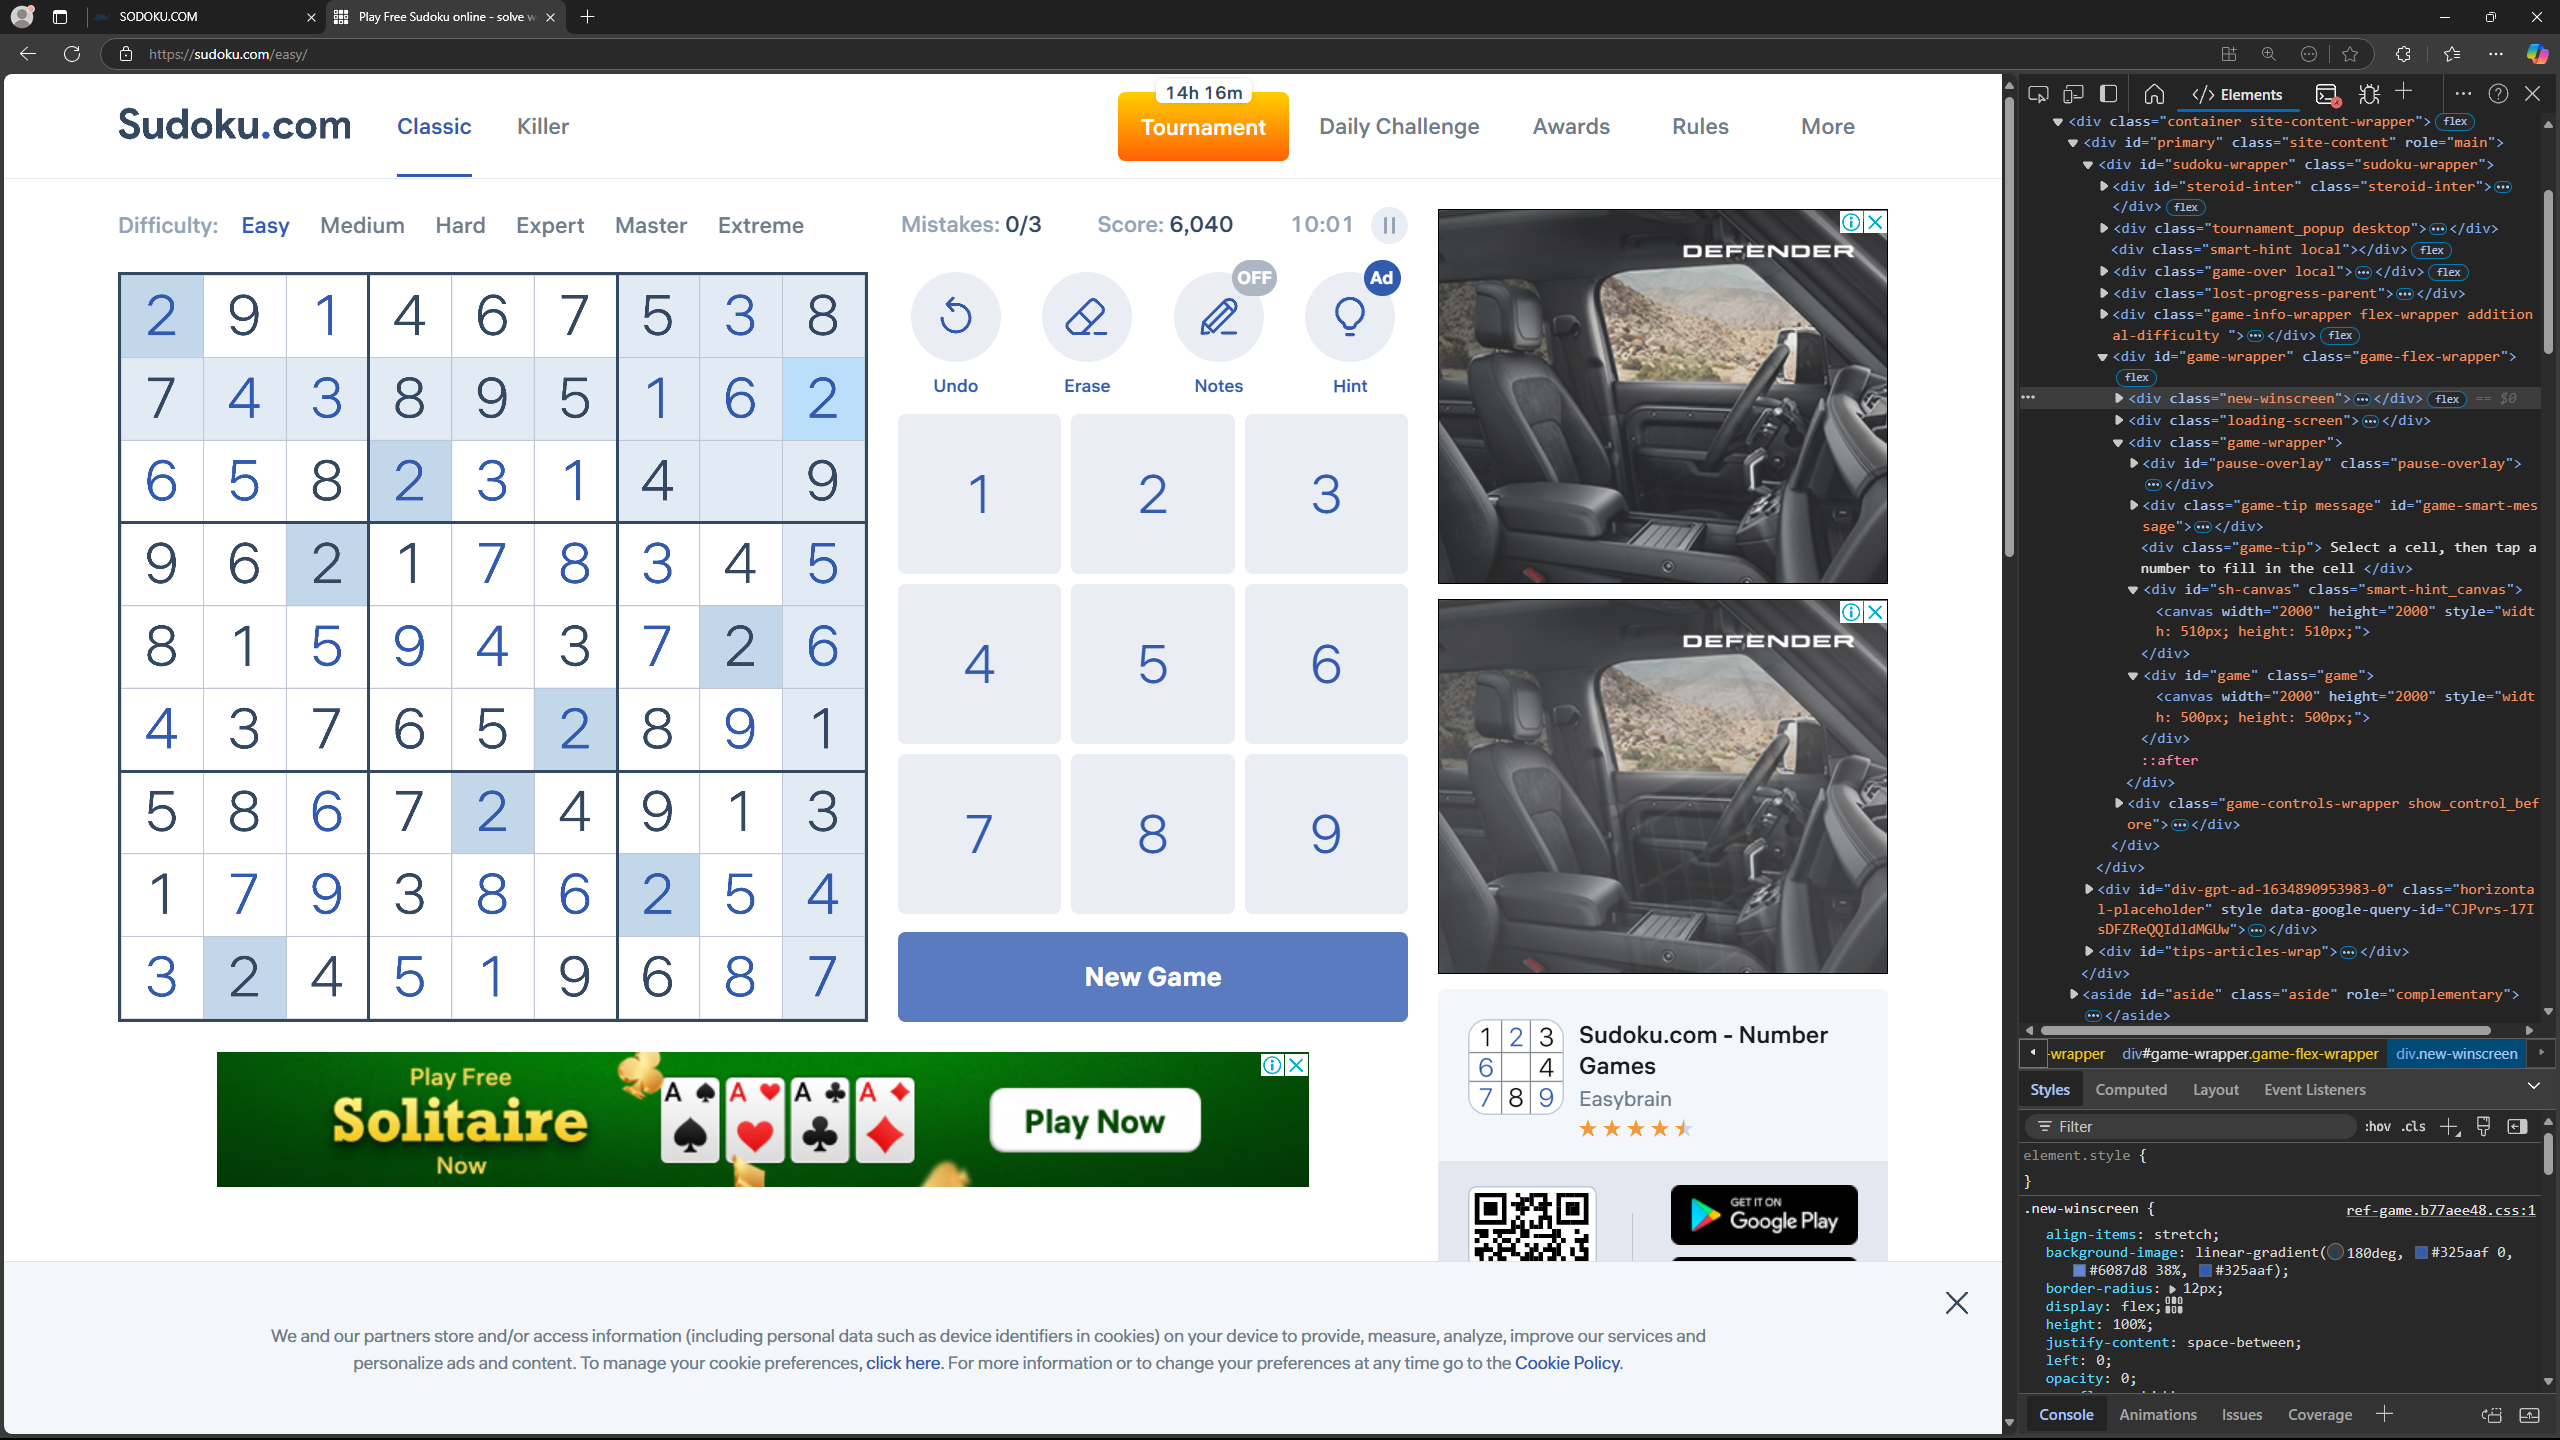 SODOKU.COM
Play Free Sudoku online - solve w
https://sudoku.com/easy/
Sudoku.com
Classic
Killer
14h 16m
Tournament
Daily Challenge
Awards
Rules
More
Difficulty:
Easy
Medium
Hard
Expert
Master
Extreme
Mistakes: 0/3
Score: 6,040
10:01
2 9 1 4 6 7 5 3 8
7 4 3 8 9 5 1 6 2
6 5 8 2 3 1 4 9
9 6 2 1 7 8 3 4 5
8 1 5 9 4 3 7 2 6
4 3 7 6 5 2 8 9 1
5 8 6 7 2 4 9 1 3
1 7 9 3 8 6 2 5 4
3 2 4 5 1 9 6 8 7
OFF
Ad
Undo
Erase
Notes
Hint
1 2 3
4 5 6
7 8 9
New Game
DEFENDER
DEFENDER
Play Free
Solitaire
Now
A A A A
Play Now
1 2 3
6 4
7 8 9
Sudoku.com - Number
Games
Easybrain
GET IT ON
Google Play
We and our partners store and/or access information (including personal data such as device identifiers in cookies) on your device to provide, measure, analyze, improve our services and
personalize ads and content. To manage your cookie preferences, click here. For more information or to change your preferences at any time go to the Cookie Policy.
Elements
<div class="container site-content-wrapper"> flex
<div id="primary" class="site-content" role="main">
<div id="sudoku-wrapper" class="sudoku-wrapper">
<div id="steroid-inter" class="steroid-inter">
</div> flex
<div class="tournament_popup desktop"> </div>
<div class="smart-hint local"></div> flex
<div class="game-over local"> </div> flex
<div class="lost-progress-parent"> </div>
<div class="game-info-wrapper flex-wrapper addition
al-difficulty "> </div> flex
<div id="game-wrapper" class="game-flex-wrapper">
flex
<div class="new-winscreen"> </div> flex == $0
<div class="loading-screen"> </div>
<div class="game-wrapper">
<div id="pause-overlay" class="pause-overlay">
</div>
<div class="game-tip message" id="game-smart-mes
sage"> </div>
<div class="game-tip"> Select a cell, then tap a
number to fill in the cell </div>
<div id="sh-canvas" class="smart-hint_canvas">
<canvas width="2000" height="2000" style="widt
h: 510px; height: 510px;">
</div>
<div id="game" class="game">
<canvas width="2000" height="2000" style="widt
h: 500px; height: 500px;">
</div>
::after
</div>
<div class="game-controls-wrapper show_control_bef
ore"> </div>
</div>
</div>
<div id="div-gpt-ad-1634890953983-0" class="horizonta
l-placeholder" style data-google-query-id="CJPvrs-17I
sDFZReQQIdldMGUw"> </div>
<div id="tips-articles-wrap"> </div>
</div>
<aside id="aside" class="aside" role="complementary">
</aside>
-wrapper
div#game-wrapper.game-flex-wrapper
div.new-winscreen
Styles
Computed
Layout
Event Listeners
Filter
:hov
.cls
element.style {
}
.new-winscreen {
ref-game.b77aee48.css:1
align-items: stretch;
background-image: linear-gradient( 180deg, #325aaf 0,
#6087d8 38%, #325aaf);
border-radius: 12px;
display: flex;
height: 100%;
justify-content: space-between;
left: 0;
opacity: 0;
Console
Animations
Issues
Coverage